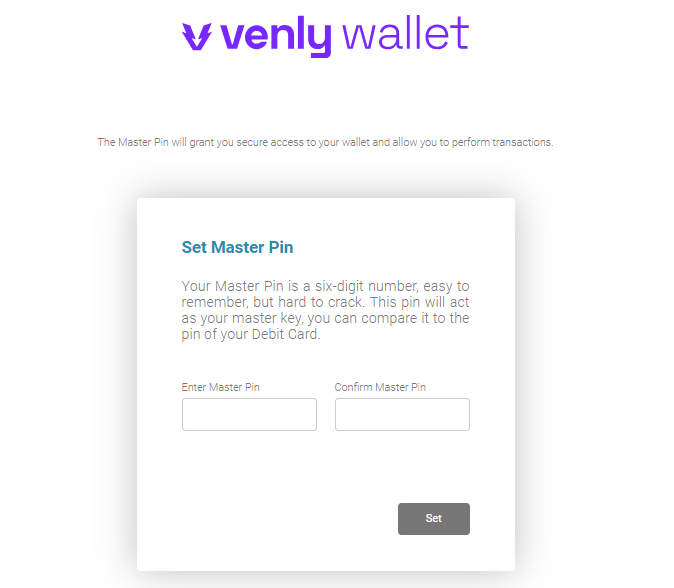 venly wallet
The Master Pin will grant you secure access to your wallet and allow you to perform transactions.
Set Master Pin
Your Master Pin is a six-digit number, easy to
remember, but hard to crack. This pin will act
as your master key, you can compare it to the
pin of your Debit Card.
Enter Master Pin Confirm Master Pin
Set